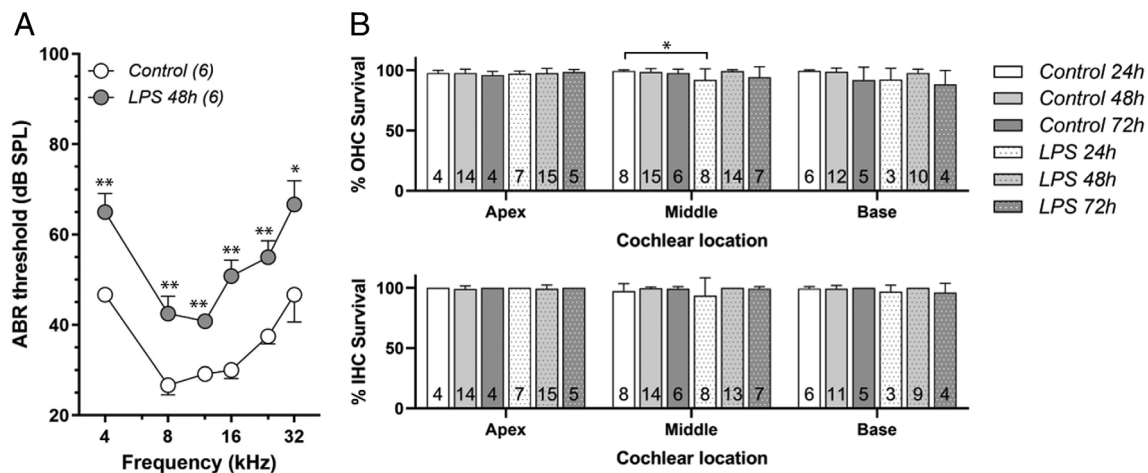 A
ABR threshold (dB SPL)
100
80
60
40
20
Control (6)
LPS 48h (6)
** ** ** ** ** *
4 8 16 32
Frequency (kHz)
B
% OHC Survival
100
50
0
*
4 14 4 7 15 5 8 15 6 8 14 7 6 12 5 3 10 4
Apex Middle Base
Cochlear location
% IHC Survival
100
50
0
4 14 4 7 15 5 8 14 6 8 13 7 6 11 5 3 9 4
Apex Middle Base
Cochlear location
Control 24h
Control 48h
Control 72h
LPS 24h
LPS 48h
LPS 72h